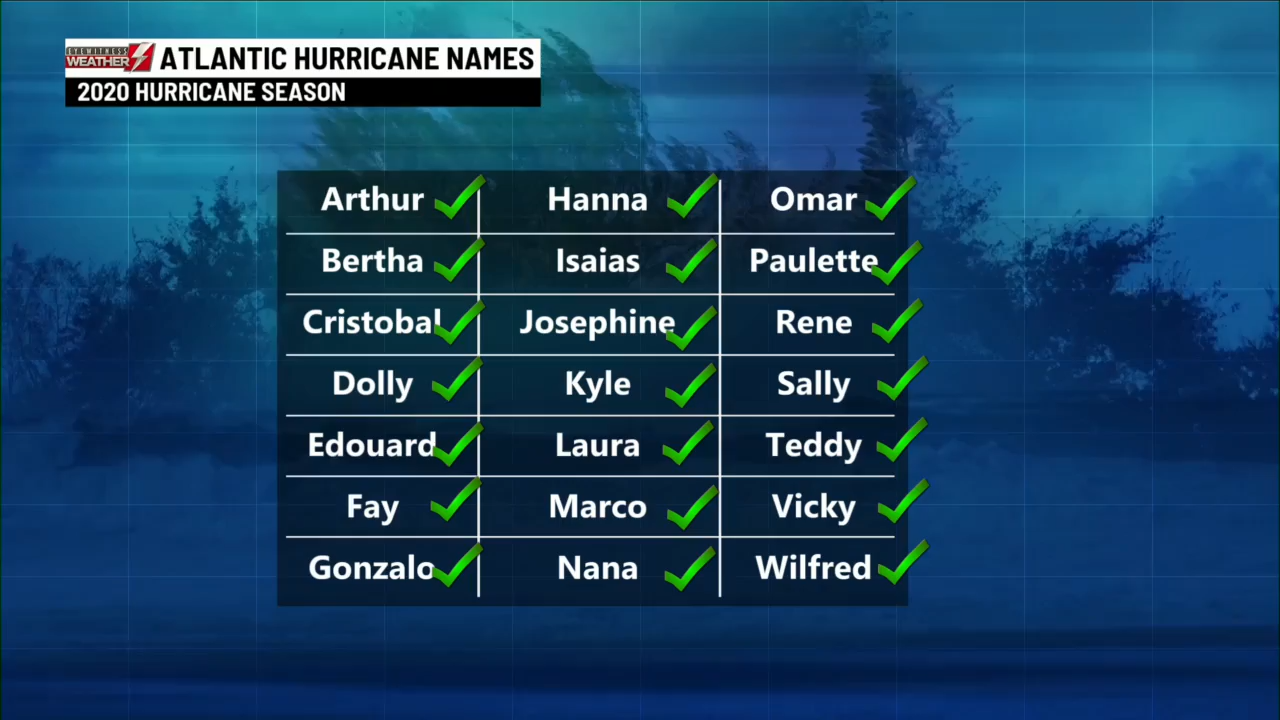 EYEWITNESS
WEATHER
ATLANTIC HURRICANE NAMES
2020 HURRICANE SEASON
Arthur Hanna Omar
Bertha Isaias Paulette
Cristobal Josephine Rene
Dolly Kyle Sally
Edouard Laura Teddy
Fay Marco Vicky
Gonzalo Nana Wilfred